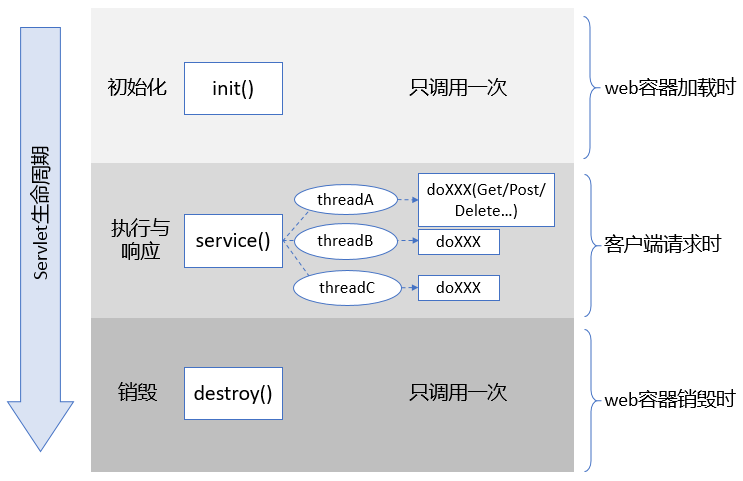 Servlet生命周期
初始化
init()
只调用一次
web容器加载时
执行与
响应
service()
threadA
doXXX(Get/Post/
Delete...)
threadB
doXXX
threadC
doXXX
客户端请求时
销毁
destroy()
只调用一次
web容器销毁时